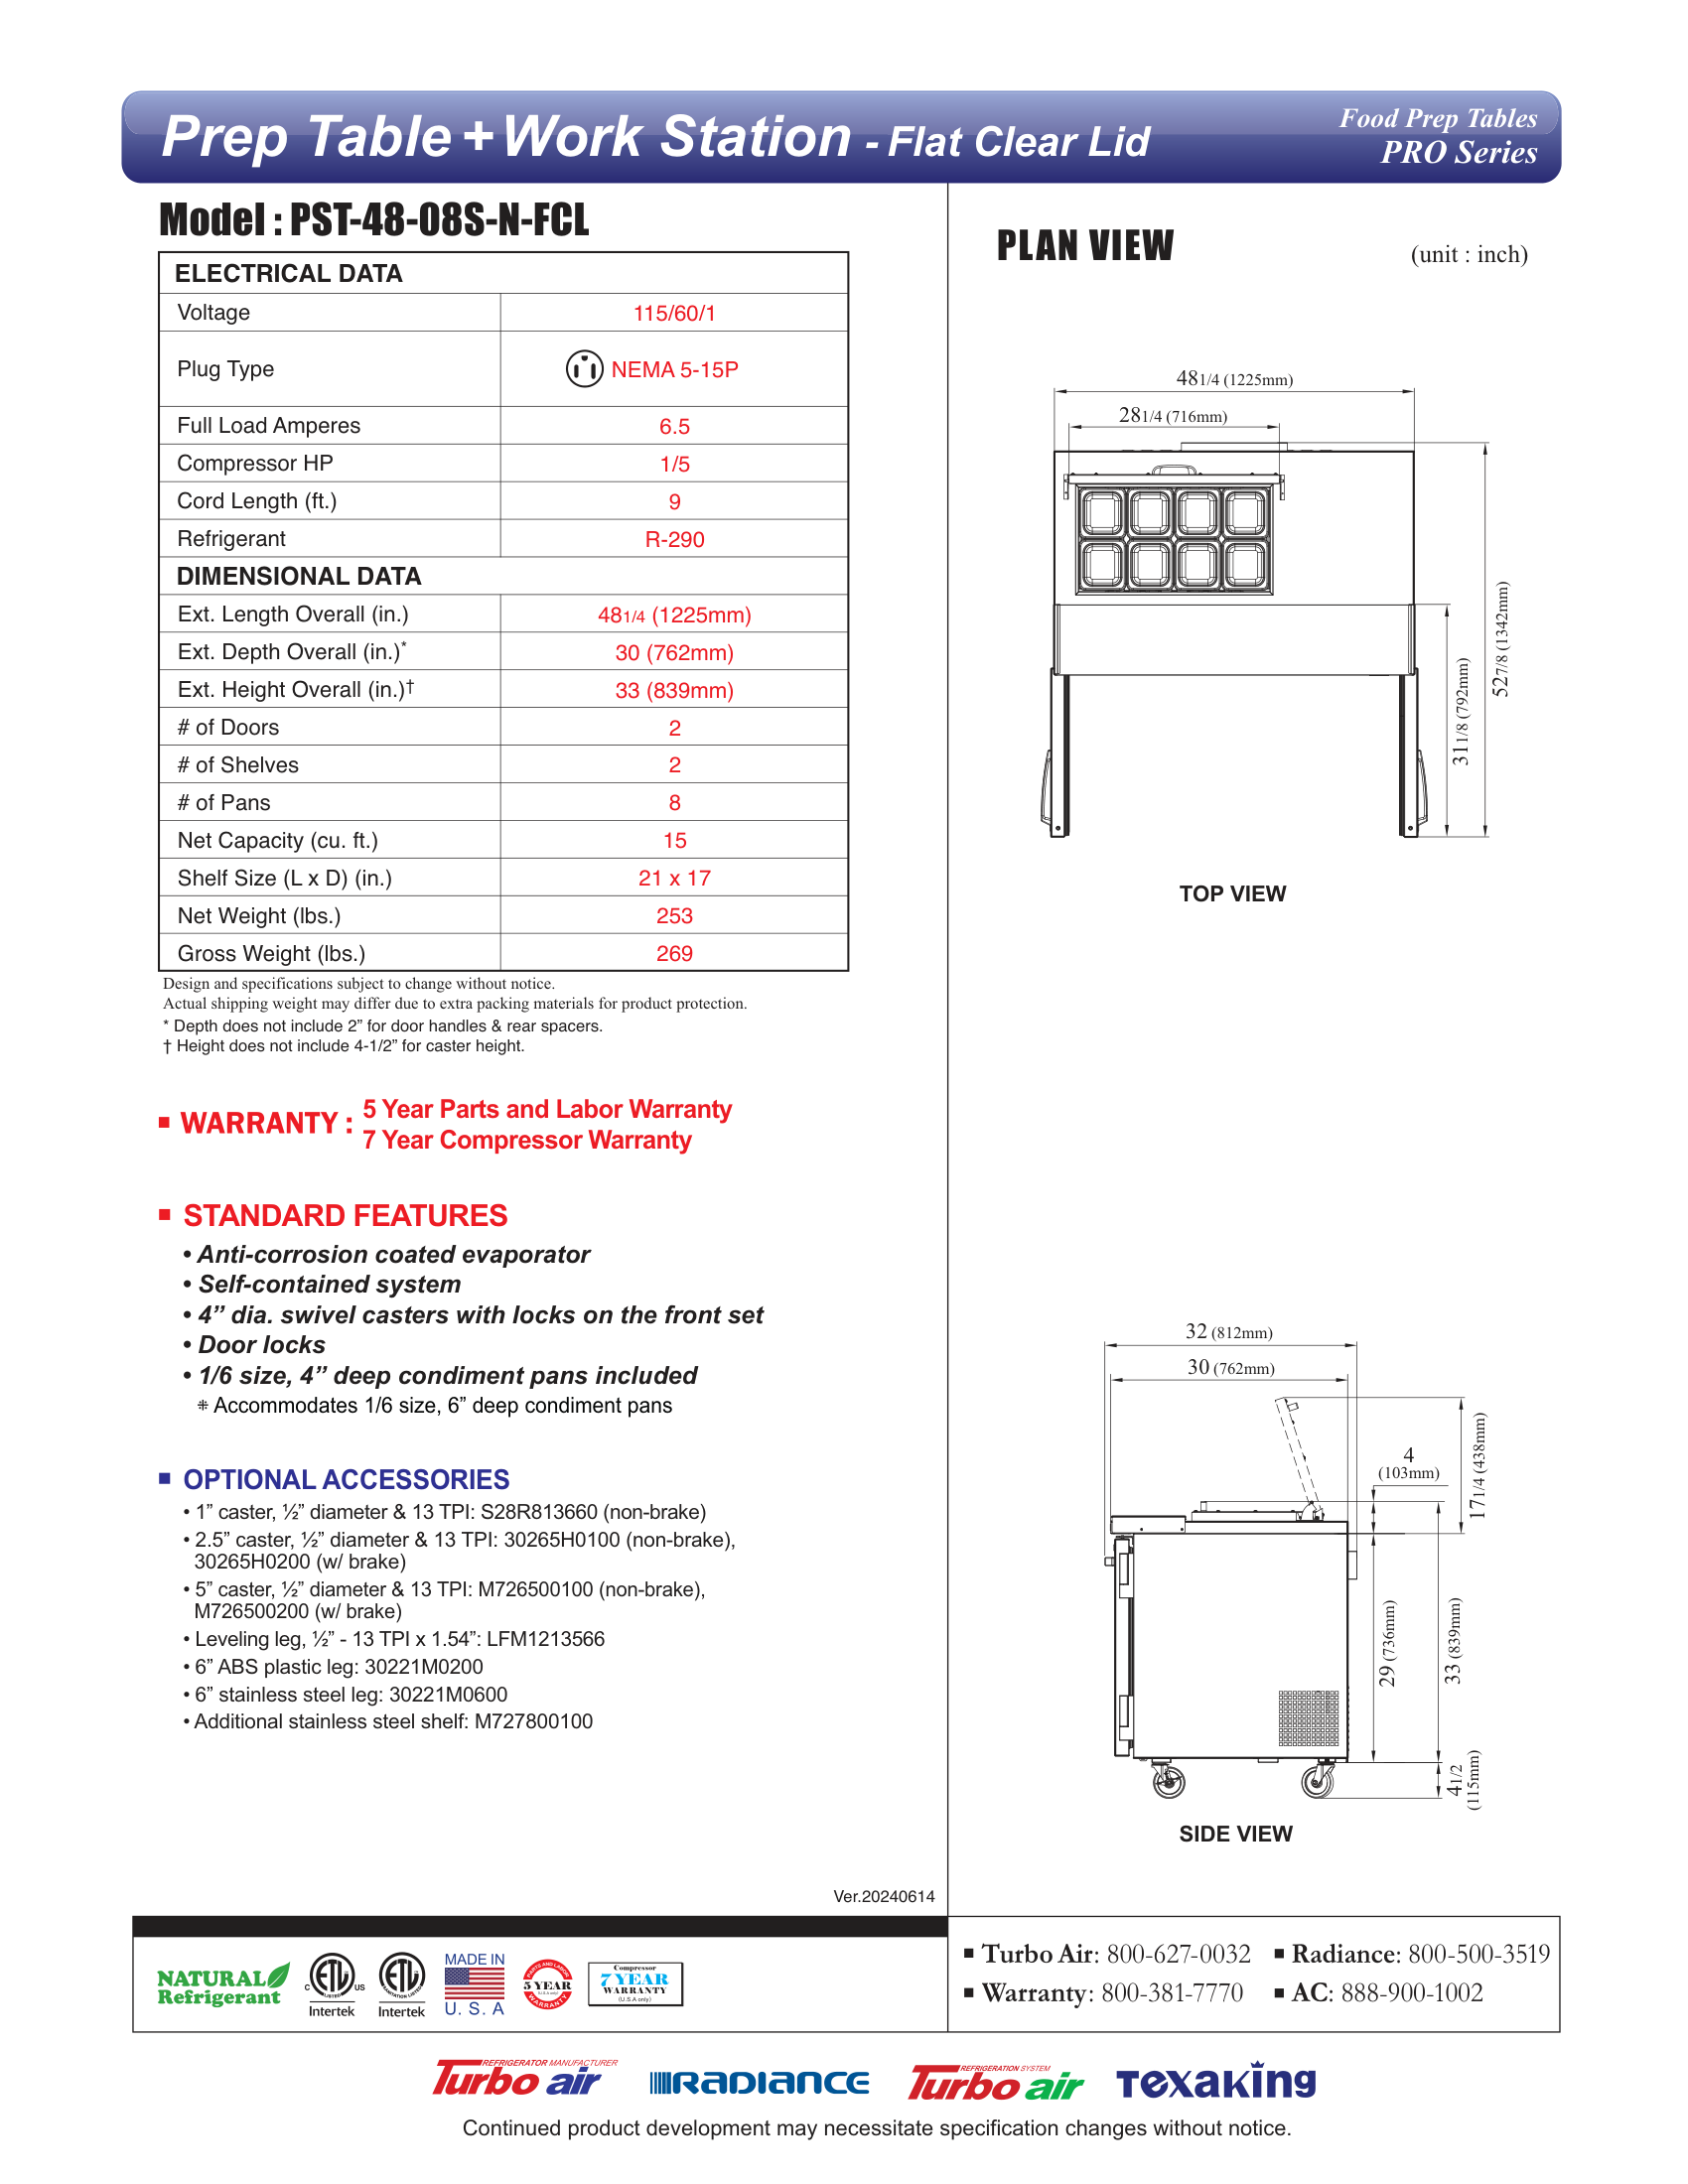 Prep Table + Work Station - Flat Clear Lid
Food Prep Tables
PRO Series
Model : PST-48-08S-N-FCL
ELECTRICAL DATA
Voltage 115/60/1
Plug Type NEMA 5-15P
Full Load Amperes 6.5
Compressor HP 1/5
Cord Length (ft.) 9
Refrigerant R-290
DIMENSIONAL DATA
Ext. Length Overall (in.) 48 1/4 (1225mm)
Ext. Depth Overall (in.)* 30 (762mm)
Ext. Height Overall (in.)† 33 (839mm)
# of Doors 2
# of Shelves 2
# of Pans 8
Net Capacity (cu. ft.) 15
Shelf Size (L x D) (in.) 21 x 17
Net Weight (lbs.) 253
Gross Weight (lbs.) 269
Design and specifications subject to change without notice.
Actual shipping weight may differ due to extra packing materials for product protection.
* Depth does not include 2” for door handles & rear spacers.
† Height does not include 4-1/2” for caster height.
▪ WARRANTY : 5 Year Parts and Labor Warranty
7 Year Compressor Warranty
▪ STANDARD FEATURES
• Anti-corrosion coated evaporator
• Self-contained system
• 4” dia. swivel casters with locks on the front set
• Door locks
• 1/6 size, 4” deep condiment pans included
⁜ Accommodates 1/6 size, 6” deep condiment pans
▪ OPTIONAL ACCESSORIES
• 1” caster, ½” diameter & 13 TPI: S28R813660 (non-brake)
• 2.5” caster, ½” diameter & 13 TPI: 30265H0100 (non-brake),
30265H0200 (w/ brake)
• 5” caster, ½” diameter & 13 TPI: M726500100 (non-brake),
M726500200 (w/ brake)
• Leveling leg, ½” - 13 TPI x 1.54”: LFM1213566
• 6” ABS plastic leg: 30221M0200
• 6” stainless steel leg: 30221M0600
• Additional stainless steel shelf: M727800100
Ver.20240614
PLAN VIEW
(unit : inch)
48 1/4 (1225mm)
28 1/4 (716mm)
31 1/8 (792mm)
52 7/8 (1342mm)
TOP VIEW
32 (812mm)
30 (762mm)
4
(103mm)
17 1/4 (438mm)
29 (736mm)
33 (839mm)
4 1/2
(115mm)
SIDE VIEW
NATURAL
Refrigerant
C ETL US
LISTED
Intertek
ETL
SANITATION LISTED
Intertek
MADE IN
U. S. A
PARTS AND LABOR
5 YEAR
(U.S.A only)
WARRANTY
Compressor
7 YEAR
WARRANTY
(U.S.A only)
▪ Turbo Air: 800-627-0032 ▪ Radiance: 800-500-3519
▪ Warranty: 800-381-7770 ▪ AC: 888-900-1002
REFRIGERATOR MANUFACTURER
Turbo air
RADIANCE
REFRIGERATION SYSTEM
Turbo air
Texaking
Continued product development may necessitate specification changes without notice.